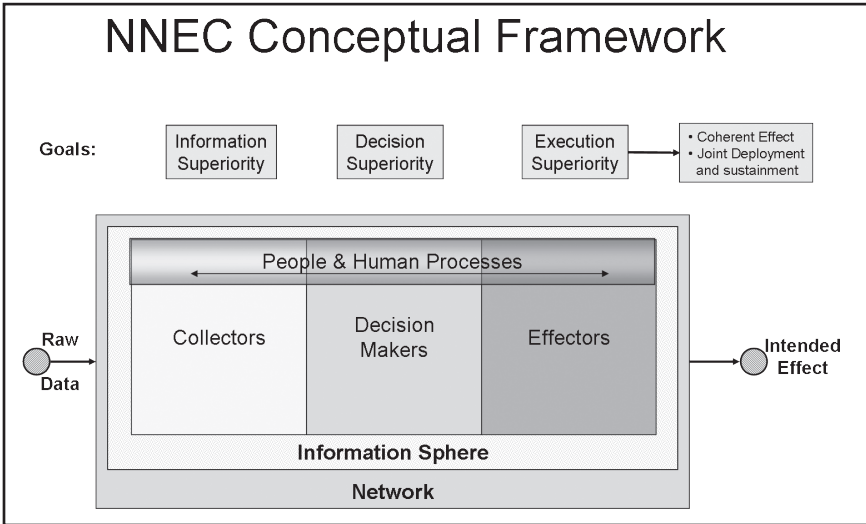 NNEC Conceptual Framework
Goals:
Information
Superiority
Decision
Superiority
Execution
Superiority
• Coherent Effect
• Joint Deployment
and sustainment
People & Human Processes
Collectors
Decision
Makers
Effectors
Raw
Data
Intended
Effect
Information Sphere
Network